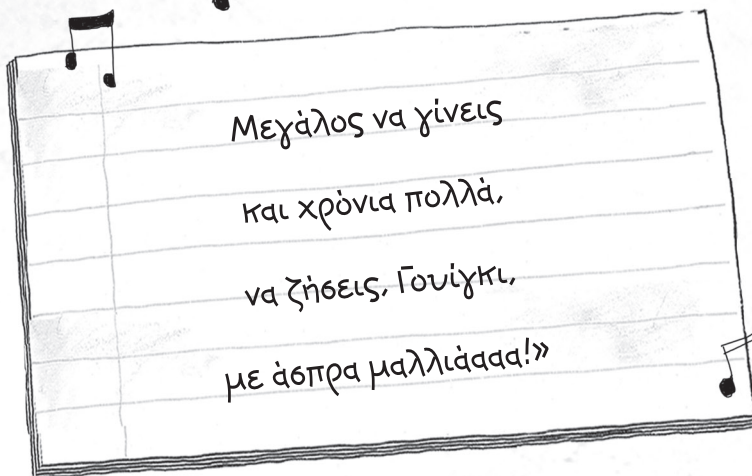 Μεγάλος να γίνεις
και χρόνια πολλά,
να ζήσεις, Γουίγκι,
με άσπρα μαλλιάααα!»